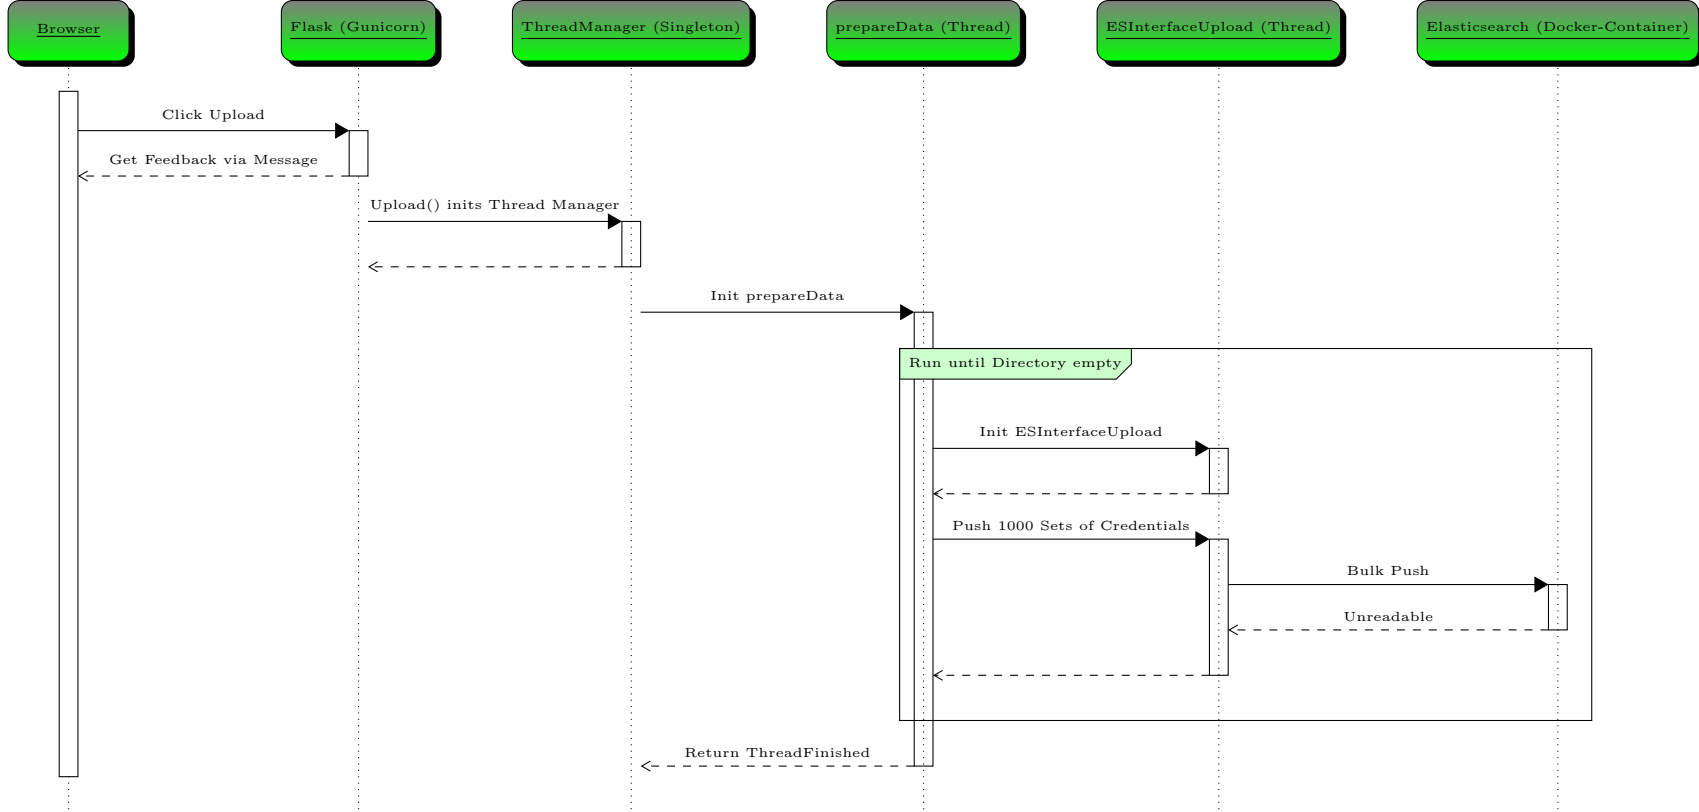 Browser
Flask (Gunicorn)
ThreadManager (Singleton)
prepareData (Thread)
ESInterfaceUpload (Thread)
Elasticsearch (Docker-Container)
Click Upload
Get Feedback via Message
Upload() inits Thread Manager
Init prepareData
Run until Directory empty
Init ESInterfaceUpload
Push 1000 Sets of Credentials
Bulk Push
Unreadable
Return ThreadFinished